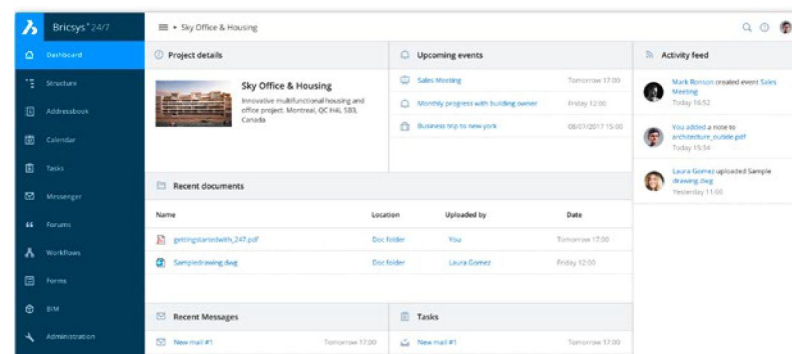 Bricsys® 24/7
Sky Office & Housing
Dashboard
Structure
Addressbook
Calendar
Tasks
Messenger
Forums
Workflows
Forms
BIM
Administration
Project details
Sky Office & Housing
Innovative multifunctional housing and
office project. Montreal, QC H4L 5B3,
Canada
Upcoming events
Sales Meeting Tomorrow 17:00
Monthly progress with building owner Friday 12:00
Business trip to new york 08/07/2017 15:00
Recent documents
Name Location Uploaded by Date
gettingstartedwith_247.pdf Doc folder You Tomorrow 17:00
Sampledrawing.dwg Doc folder Laura Gomez Friday 12:00
Recent Messages
New mail #1 Tomorrow 17:00
Tasks
New mail #1 Tomorrow 17:00
Activity feed
Mark Ronson created event Sales
Meeting
Today 16:52
You added a note to
architecture_outside.pdf
Today 15:34
Laura Gomez uploaded Sample
drawing.dwg
Yesterday 11:00